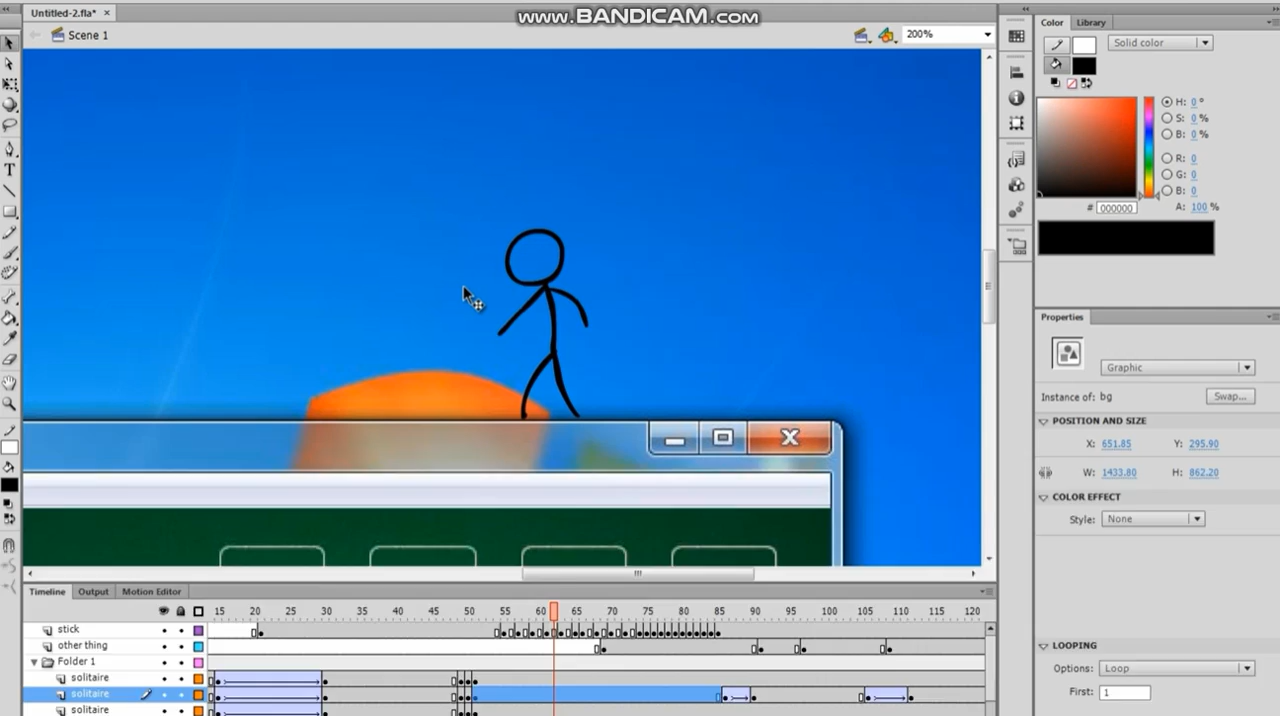 Untitled-2.fla* ×
www.BANDICAM.com
Color Library
Scene 1
200%
Solid color
H: 0 °
S: 0 %
B: 0 %
R: 0
G: 0
B: 0
# 000000 A: 100 %
Properties
Graphic
Instance of: bg Swap...
POSITION AND SIZE
X: 651.85 Y: 295.90
W: 1433.80 H: 862.20
COLOR EFFECT
Style: None
Timeline Output Motion Editor
15 20 25 30 35 40 45 50 55 60 65 70 75 80 85 90 95 100 105 110 115 120
stick
other thing
Folder 1
solitaire
solitaire
solitaire
LOOPING
Options: Loop
First: 1